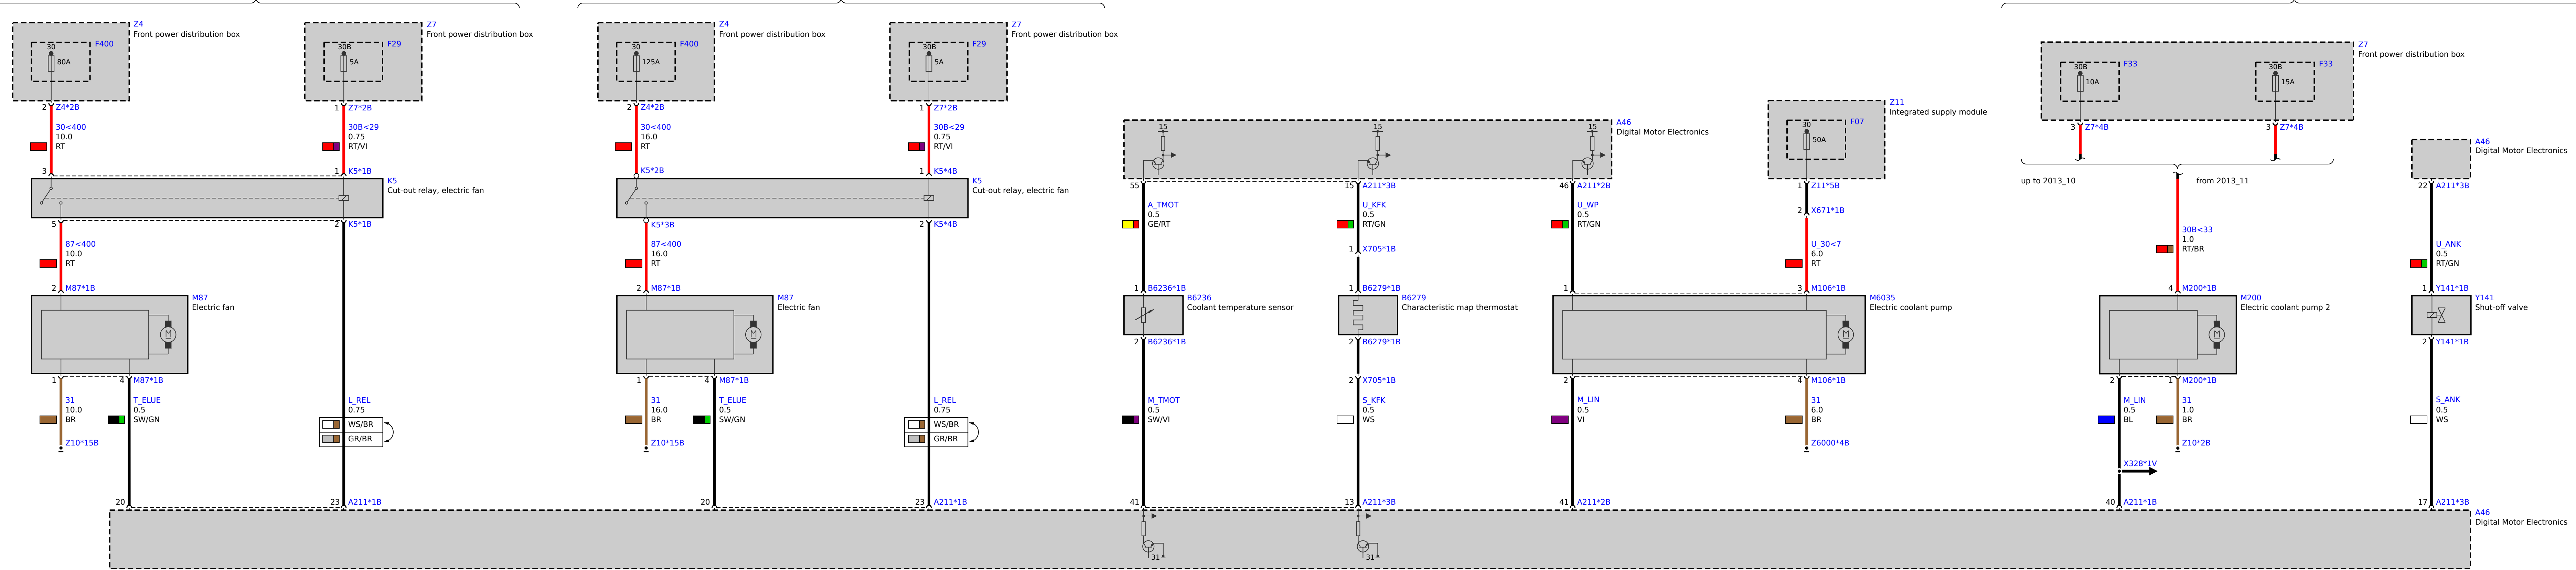 Z4
Front power distribution box
F400
30
80A
2 Z4*2B
30<400
10.0
RT
Z7
Front power distribution box
F29
30B
5A
1 Z7*2B
30B<29
0.75
RT/VI
3
1 K5*1B
K5
Cut-out relay, electric fan
5
2 K5*1B
87<400
10.0
RT
2 M87*1B
M87
Electric fan
M
1
4 M87*1B
31
10.0
BR
Z10*15B
T_ELUE
0.5
SW/GN
L_REL
0.75
WS/BR
GR/BR
20
23 A211*1B
Z4
Front power distribution box
F400
30
125A
2 Z4*2B
30<400
16.0
RT
Z7
Front power distribution box
F29
30B
5A
1 Z7*2B
30B<29
0.75
RT/VI
K5*2B
1 K5*4B
K5
Cut-out relay, electric fan
K5*3B
2 K5*4B
87<400
16.0
RT
2 M87*1B
M87
Electric fan
M
1
4 M87*1B
31
16.0
BR
Z10*15B
T_ELUE
0.5
SW/GN
L_REL
0.75
WS/BR
GR/BR
20
23 A211*1B
A46
Digital Motor Electronics
15
15
15
55
15 A211*3B
46 A211*2B
A_TMOT
0.5
GE/RT
1 B6236*1B
B6236
Coolant temperature sensor
2 B6236*1B
M_TMOT
0.5
SW/VI
41
U_KFK
0.5
RT/GN
1 X705*1B
1 B6279*1B
B6279
Characteristic map thermostat
2 B6279*1B
2 X705*1B
S_KFK
0.5
WS
13 A211*3B
U_WP
0.5
RT/GN
1
Z11
Integrated supply module
F07
30
50A
1 Z11*5B
2 X671*1B
U_30<7
6.0
RT
3 M106*1B
M6035
Electric coolant pump
M
2
4 M106*1B
M_LIN
0.5
VI
31
6.0
BR
Z6000*4B
41 A211*2B
Z7
Front power distribution box
F33
30B
10A
F33
30B
15A
3 Z7*4B
3 Z7*4B
up to 2013_10
from 2013_11
30B<33
1.0
RT/BR
4 M200*1B
M200
Electric coolant pump 2
M
2
1 M200*1B
M_LIN
0.5
BL
31
1.0
BR
Z10*2B
X328*1V
40 A211*1B
A46
Digital Motor Electronics
22 A211*3B
U_ANK
0.5
RT/GN
1 Y141*1B
Y141
Shut-off valve
2 Y141*1B
S_ANK
0.5
WS
17 A211*3B
A46
Digital Motor Electronics
31
31